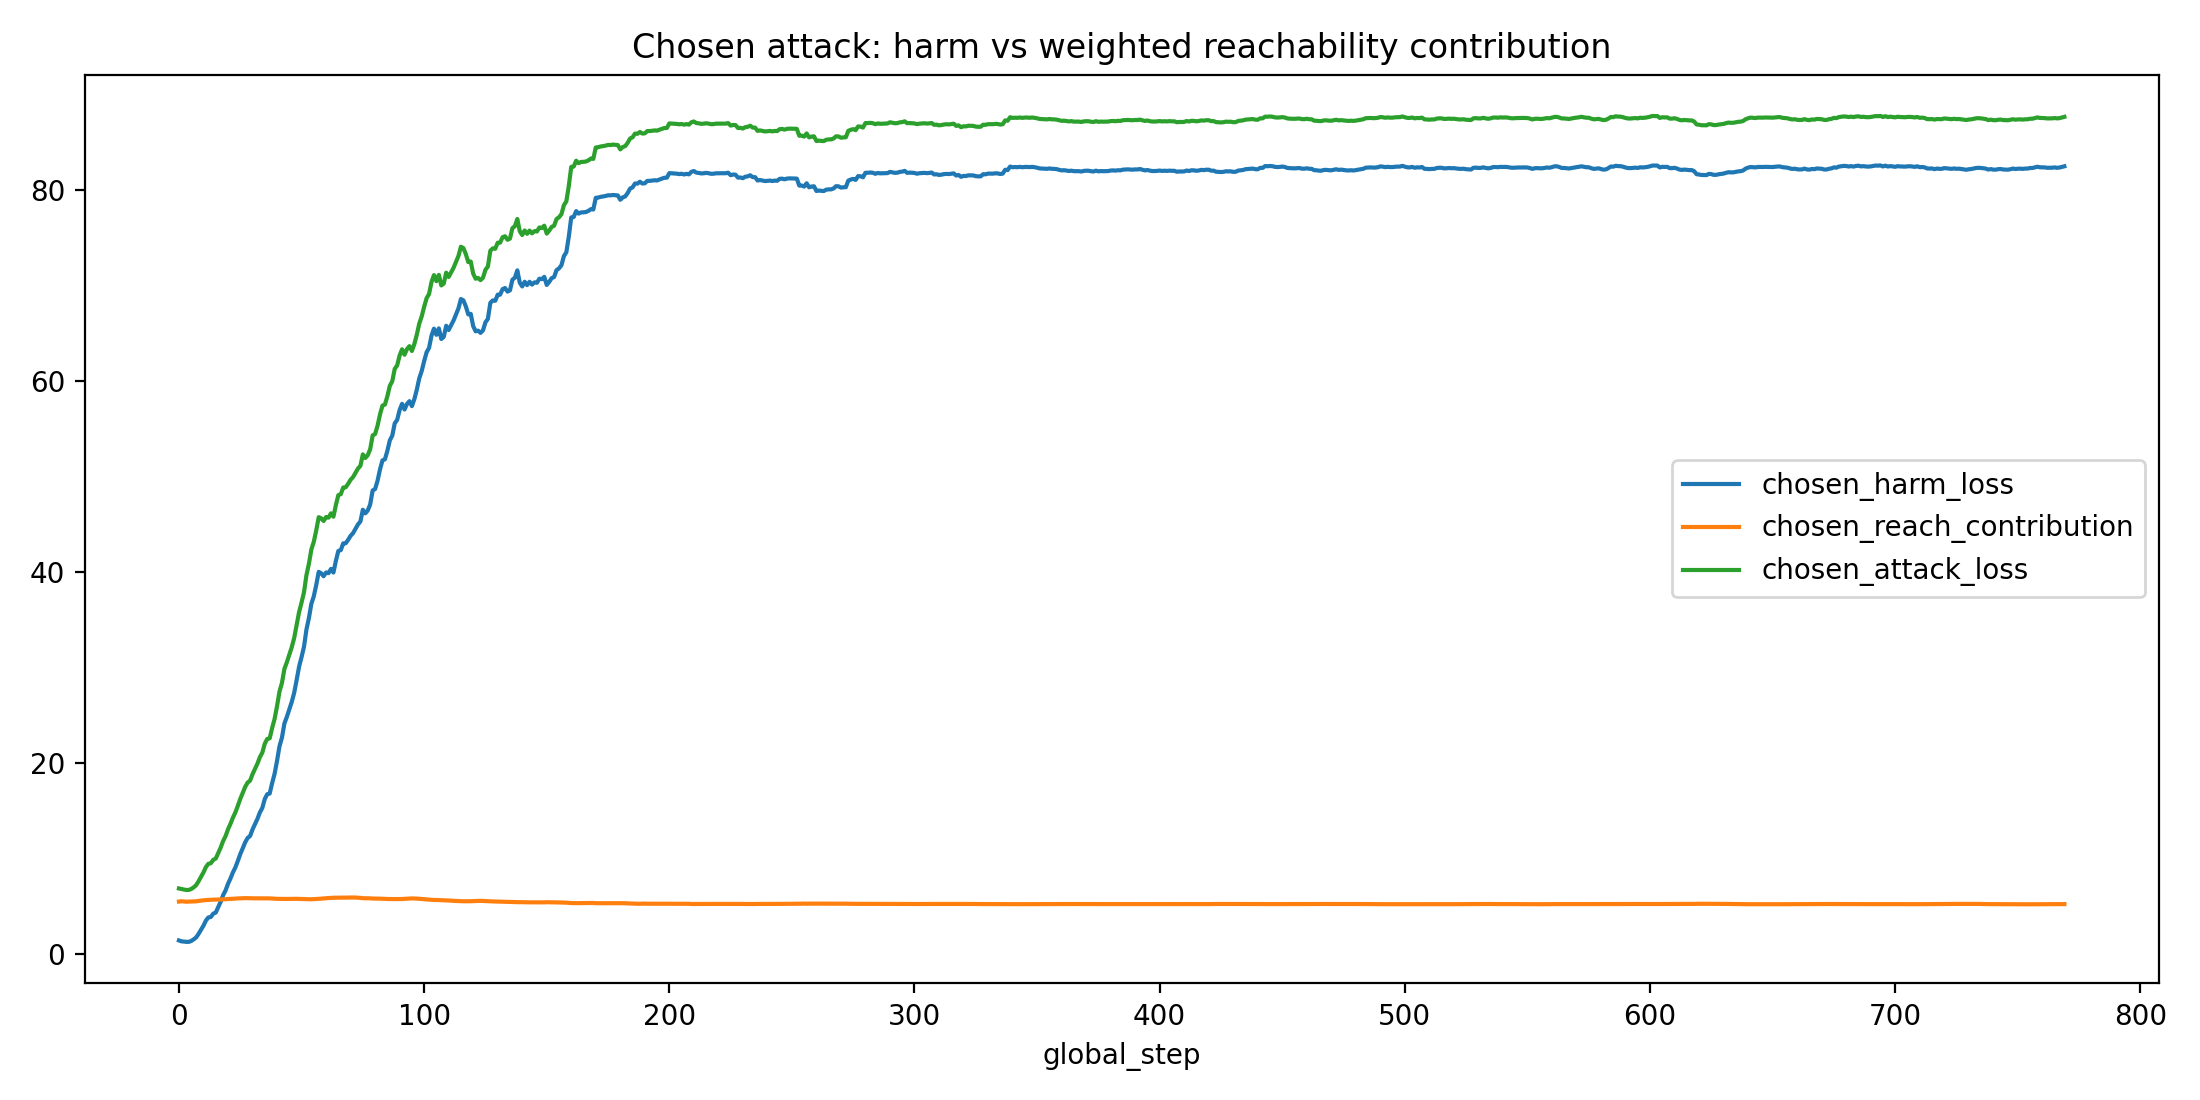 Chosen attack: harm vs weighted reachability contribution
80
60
40
20
0
chosen_harm_loss
chosen_reach_contribution
chosen_attack_loss
0 100 200 300 400 500 600 700 800
global_step